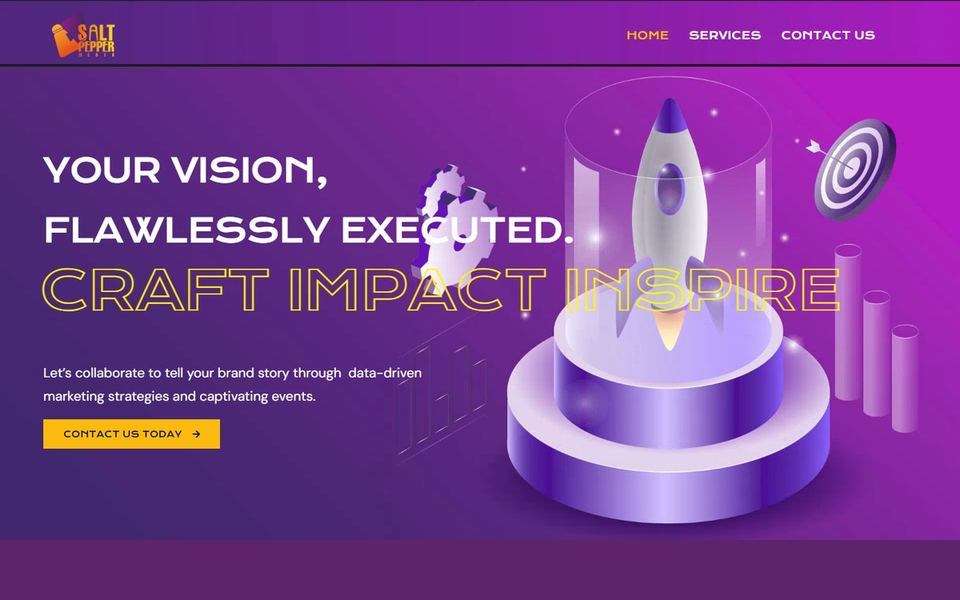 SALT
PEPPER
MEDIA
HOME SERVICES CONTACT US
YOUR VISION,
FLAWLESSLY EXECUTED.
CRAFT IMPACT INSPIRE
Let's collaborate to tell your brand story through  data-driven
marketing strategies and captivating events.
CONTACT US TODAY →